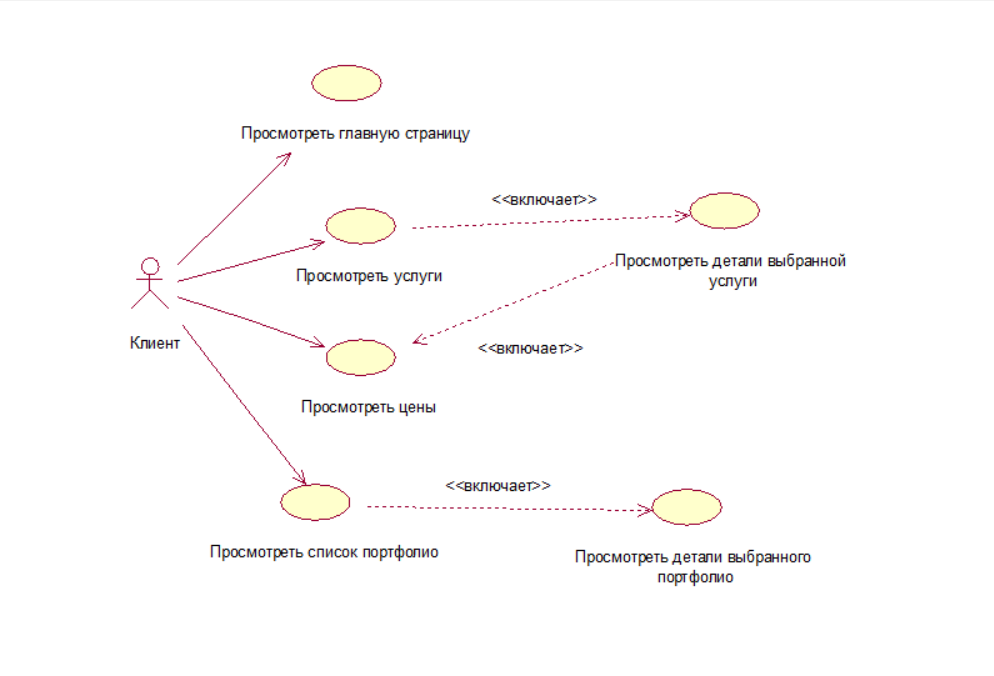 Просмотреть главную страницу
<<включает>>
Просмотреть услуги
Просмотреть детали выбранной
услуги
Клиент
<<включает>>
Просмотреть цены
<<включает>>
Просмотреть список портфолио
Просмотреть детали выбранного
портфолио